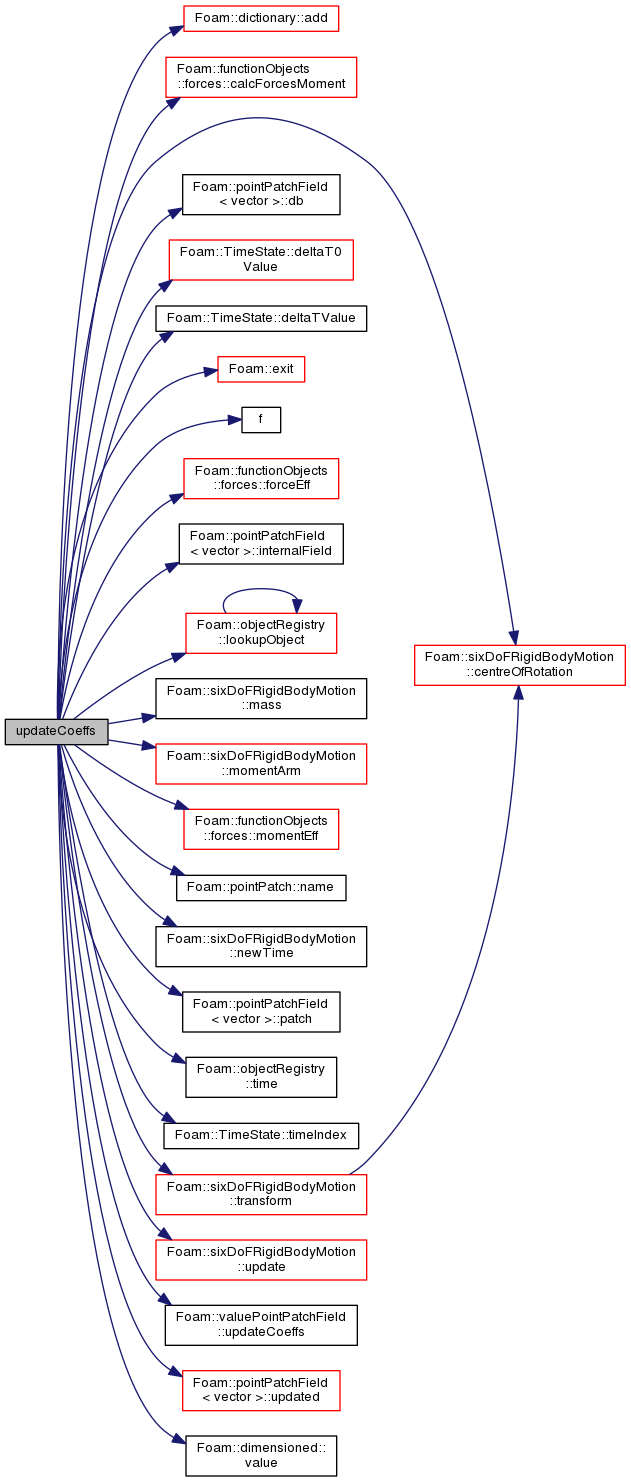 Foam::dictionary::add
Foam::functionObjects
::forces::calcForcesMoment
Foam::pointPatchField
< vector >::db
Foam::TimeState::deltaT0
Value
Foam::TimeState::deltaTValue
Foam::exit
f
Foam::functionObjects
::forces::forceEff
Foam::pointPatchField
< vector >::internalField
Foam::objectRegistry
::lookupObject
Foam::sixDoFRigidBodyMotion
::centreOfRotation
Foam::sixDoFRigidBodyMotion
::mass
updateCoeffs
Foam::sixDoFRigidBodyMotion
::momentArm
Foam::functionObjects
::forces::momentEff
Foam::pointPatch::name
Foam::sixDoFRigidBodyMotion
::newTime
Foam::pointPatchField
< vector >::patch
Foam::objectRegistry
::time
Foam::TimeState::timeIndex
Foam::sixDoFRigidBodyMotion
::transform
Foam::sixDoFRigidBodyMotion
::update
Foam::valuePointPatchField
::updateCoeffs
Foam::pointPatchField
< vector >::updated
Foam::dimensioned::
value